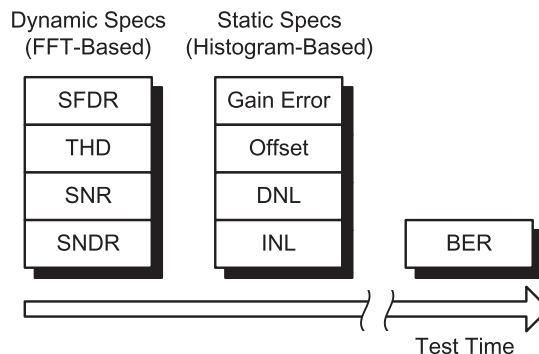 Dynamic Specs
(FFT-Based)
SFDR
THD
SNR
SNDR
Static Specs
(Histogram-Based)
Gain Error
Offset
DNL
INL
BER
Test Time